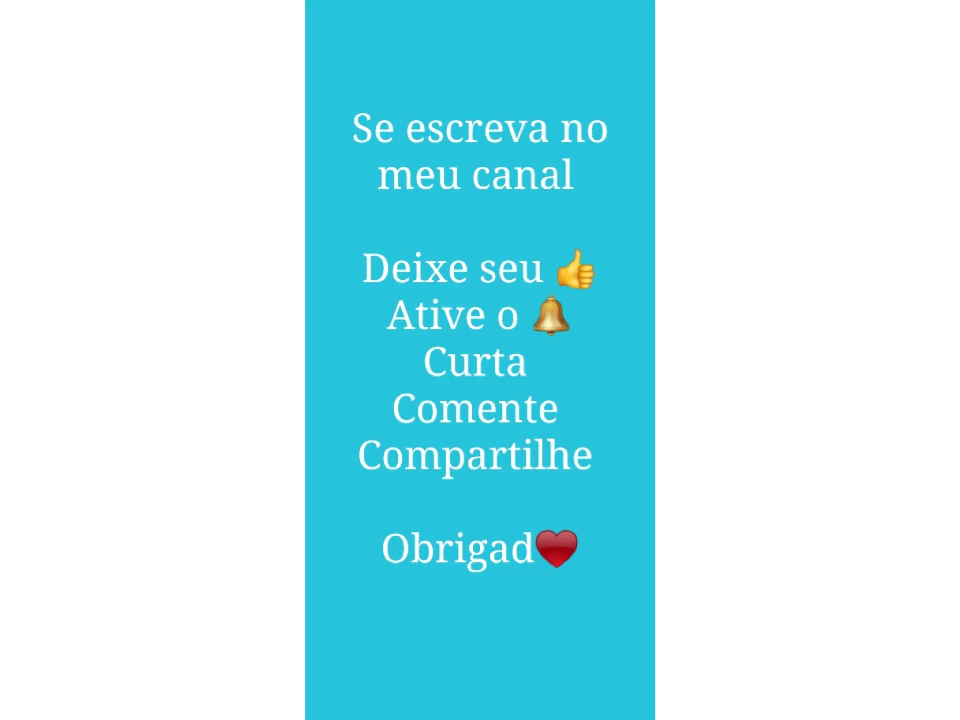 Se escreva no
meu canal
Deixe seu 👍
Ative o 🔔
Curta
Comente
Compartilhe
Obrigad❤️